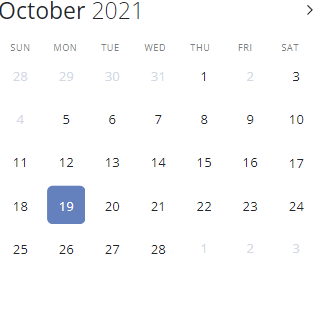 October 2021
SUN MON TUE WED THU FRI SAT
28 29 30 31 1 2 3
4 5 6 7 8 9 10
11 12 13 14 15 16 17
18 19 20 21 22 23 24
25 26 27 28 1 2 3